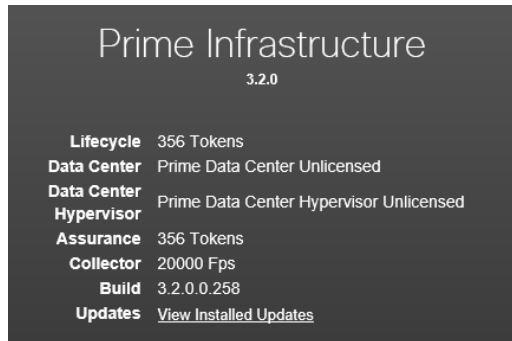 Prime Infrastructure
3.2.0
Lifecycle 356 Tokens
Data Center Prime Data Center Unlicensed
Data Center
Hypervisor Prime Data Center Hypervisor Unlicensed
Assurance 356 Tokens
Collector 20000 Fps
Build 3.2.0.0.258
Updates View Installed Updates